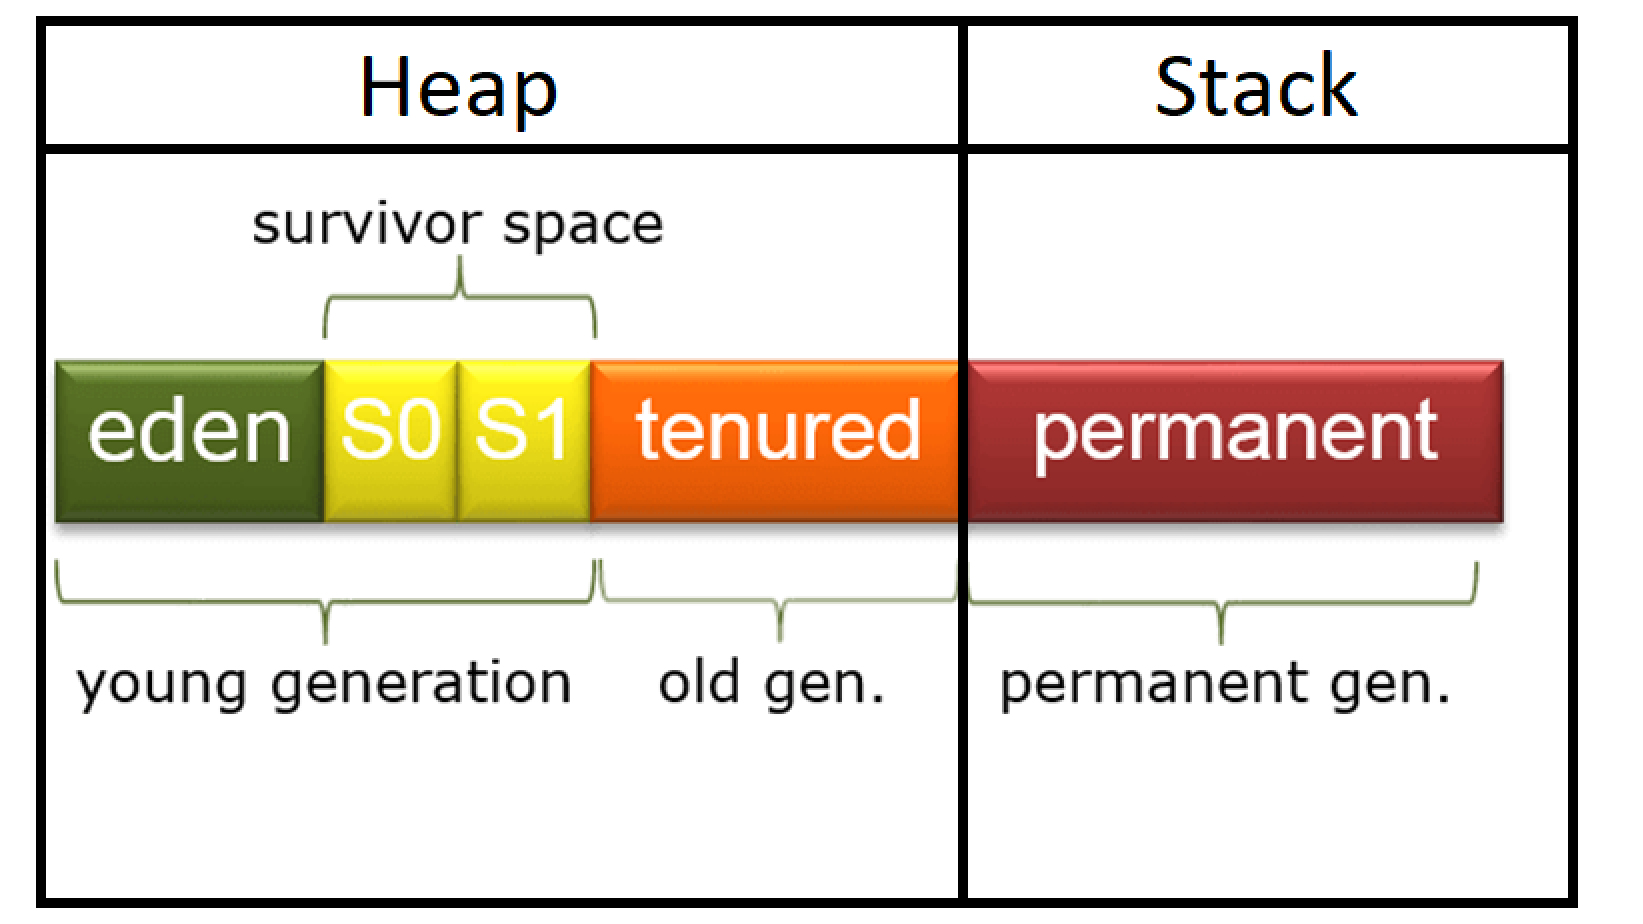 Heap
Stack
survivor space
eden
S0
S1
tenured
permanent
young generation
old gen.
permanent gen.